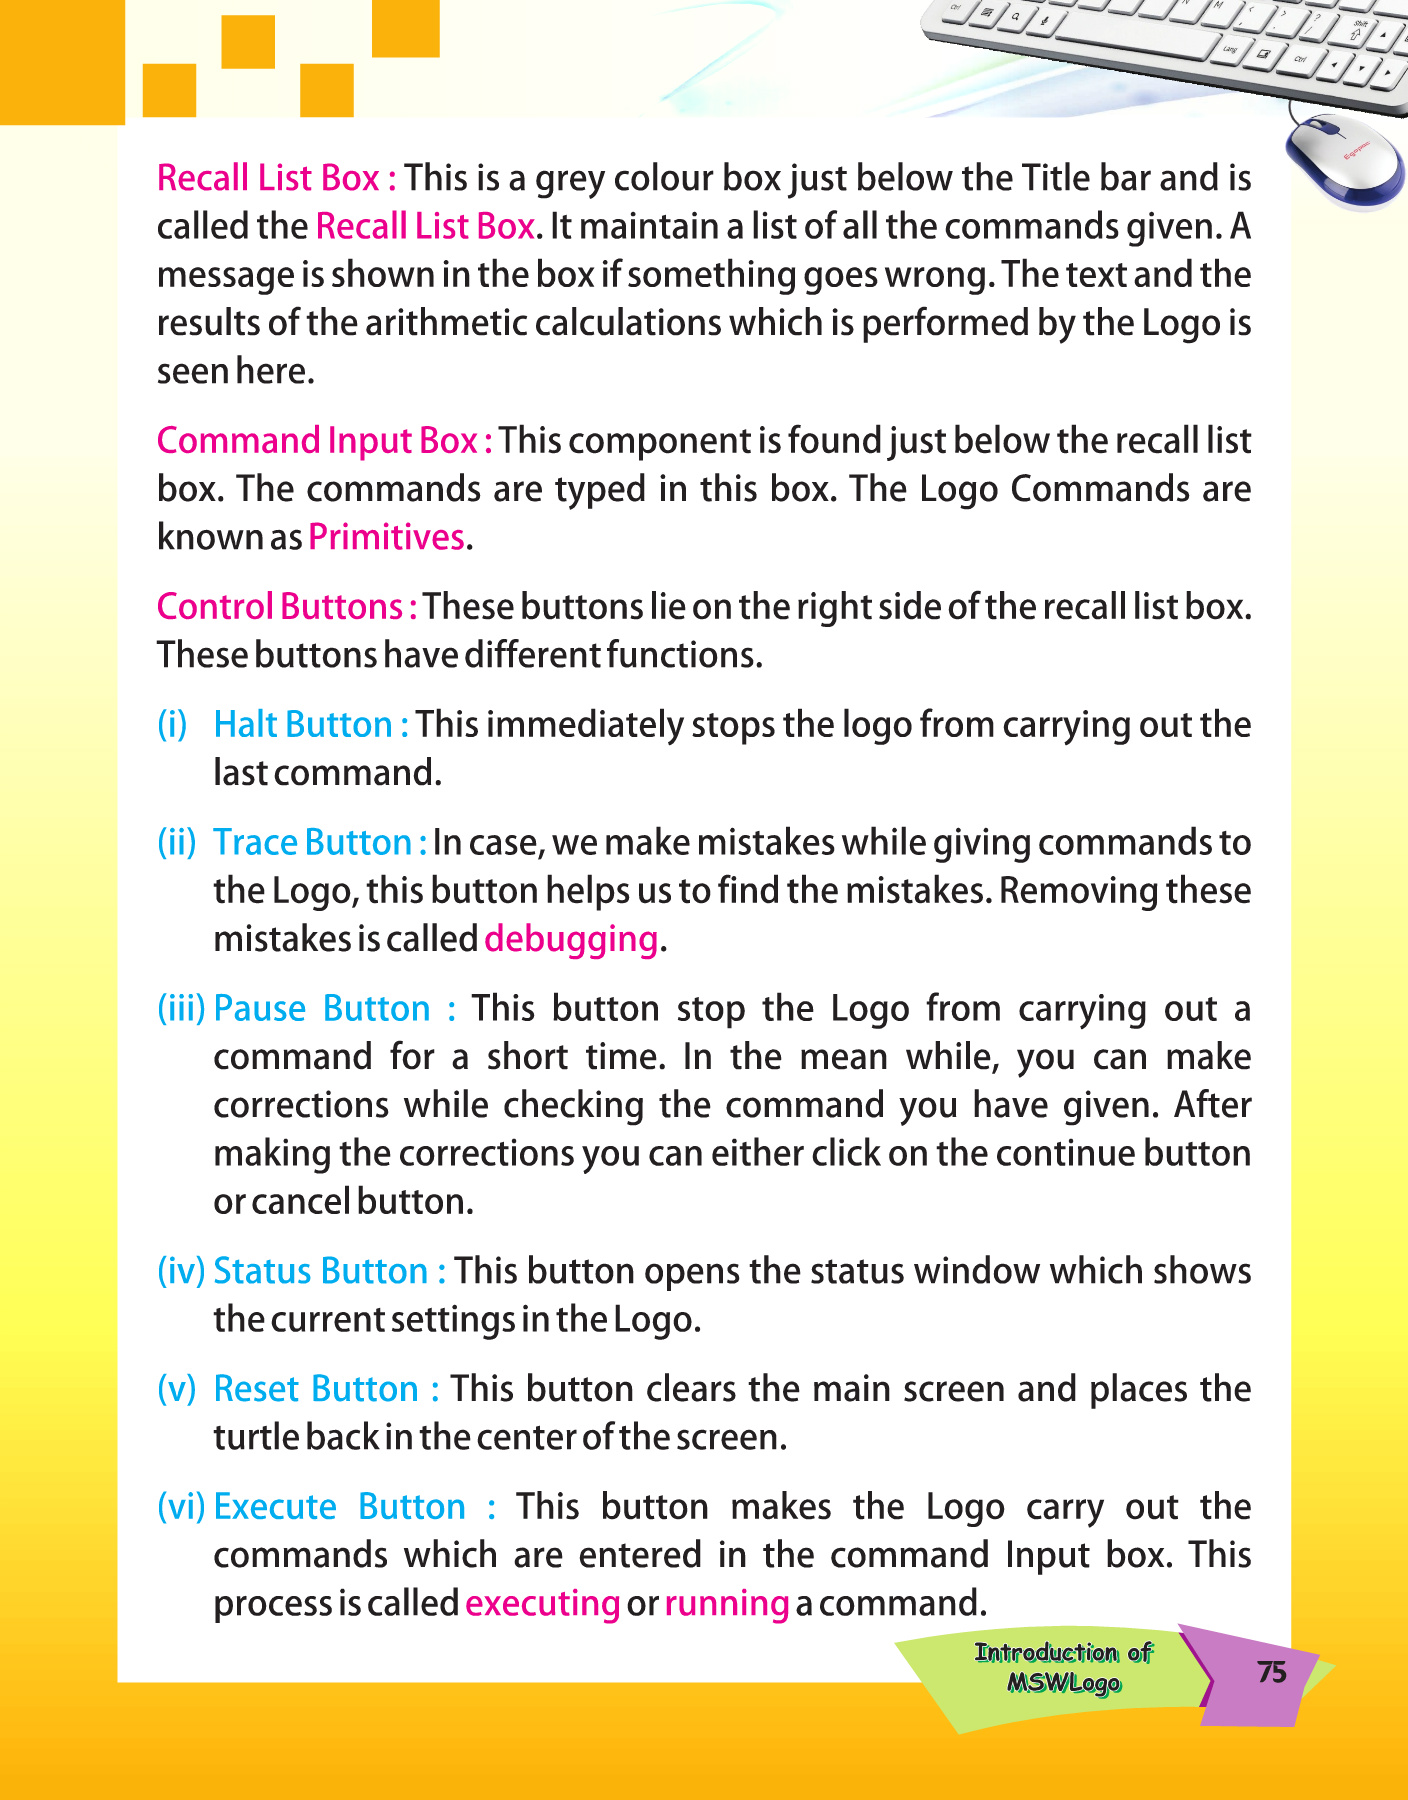 Recall List Box : This is a grey colour box just below the Title bar and is
called the Recall List Box. It maintain a list of all the commands given. A
message is shown in the box if something goes wrong. The text and the
results of the arithmetic calculations which is performed by the Logo is
seen here.
Command Input Box : This component is found just below the recall list
box. The commands are typed in this box. The Logo Commands are
known as Primitives.
Control Buttons : These buttons lie on the right side of the recall list box.
These buttons have different functions.
(i) Halt Button : This immediately stops the logo from carrying out the
last command.
(ii) Trace Button : In case, we make mistakes while giving commands to
the Logo, this button helps us to find the mistakes. Removing these
mistakes is called debugging.
(iii) Pause Button : This button stop the Logo from carrying out a
command for a short time. In the mean while, you can make
corrections while checking the command you have given. After
making the corrections you can either click on the continue button
or cancel button.
(iv) Status Button : This button opens the status window which shows
the current settings in the Logo.
(v) Reset Button : This button clears the main screen and places the
turtle back in the center of the screen.
(vi) Execute Button : This button makes the Logo carry out the
commands which are entered in the command Input box. This
process is called executing or running a command.
Introduction of
MSWLogo
75